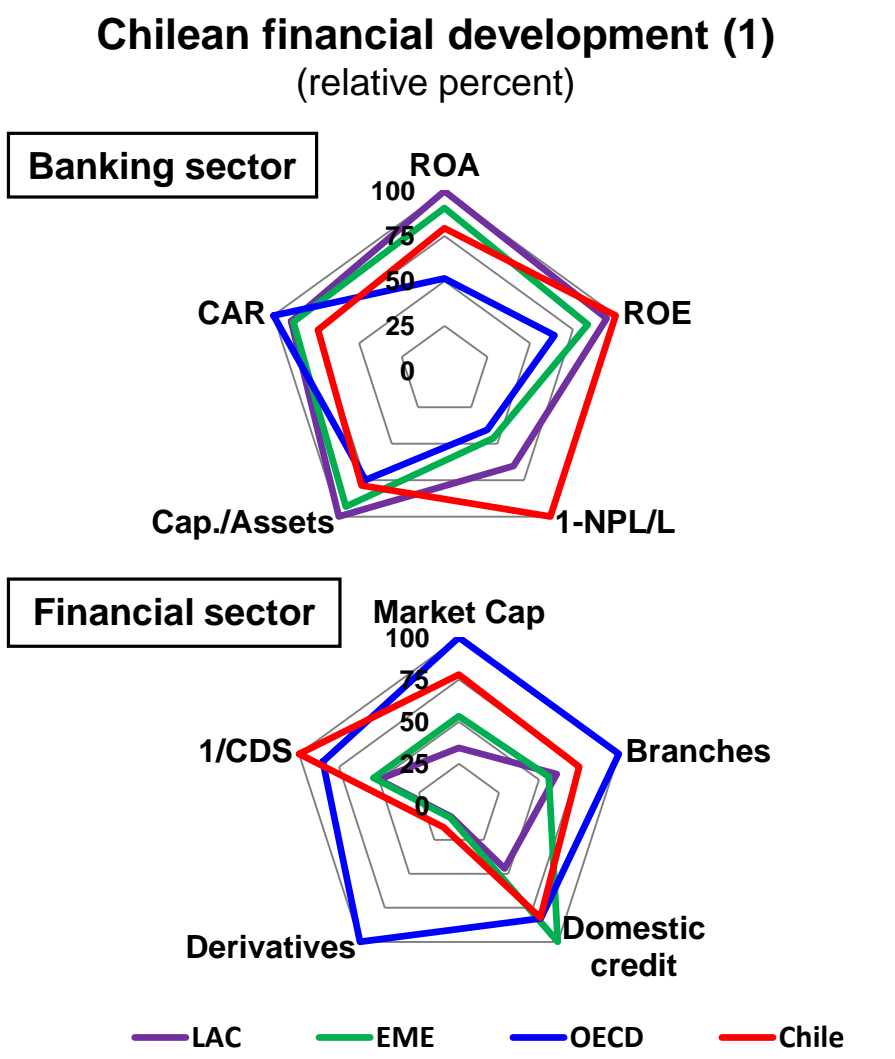 Chilean financial development (1)
(relative percent)
Banking sector
ROA
100
75
50
25
0
CAR
ROE
Cap./Assets
1-NPL/L
Financial sector
Market Cap
100
75
50
25
0
1/CDS
Branches
Derivatives
Domestic
credit
LAC
EME
OECD
Chile